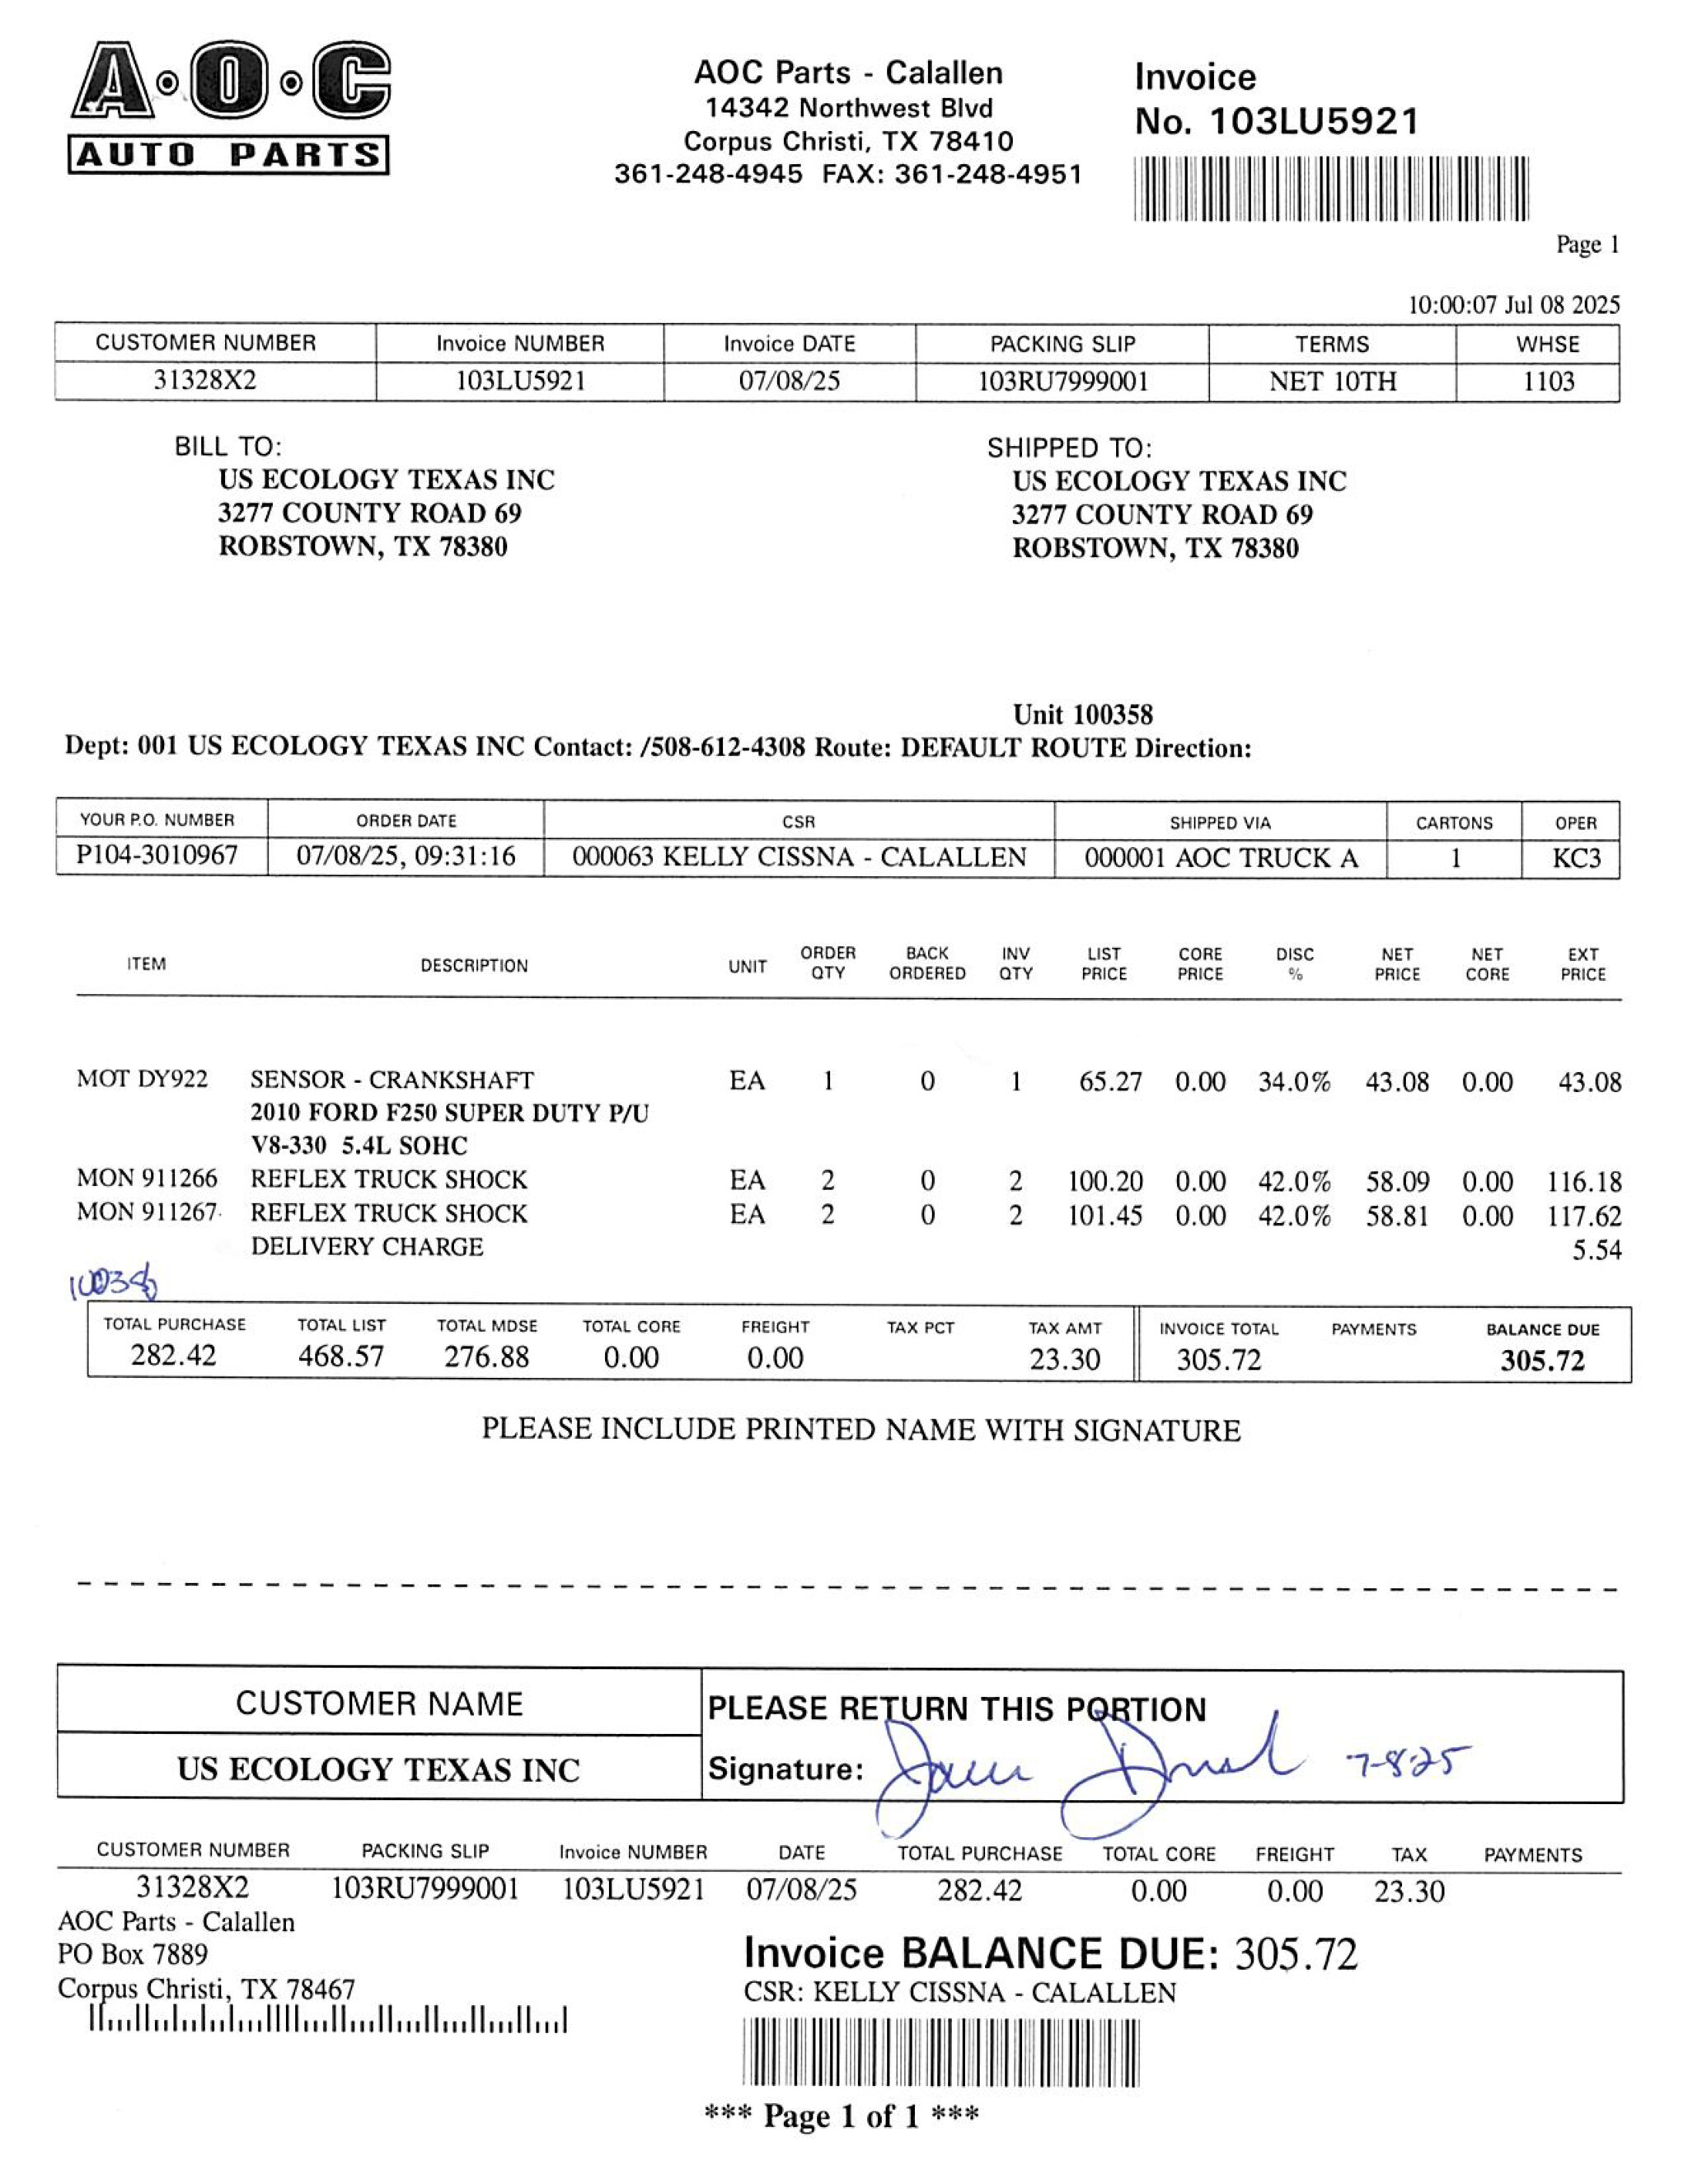 A·O·C
AUTO PARTS
AOC Parts - Calallen
14342 Northwest Blvd
Corpus Christi, TX 78410
361-248-4945 FAX: 361-248-4951
Invoice
No. 103LU5921
Page 1
10:00:07 Jul 08 2025
CUSTOMER NUMBER Invoice NUMBER Invoice DATE PACKING SLIP TERMS WHSE
31328X2 103LU5921 07/08/25 103RU7999001 NET 10TH 1103
BILL TO:
US ECOLOGY TEXAS INC
3277 COUNTY ROAD 69
ROBSTOWN, TX 78380
SHIPPED TO:
US ECOLOGY TEXAS INC
3277 COUNTY ROAD 69
ROBSTOWN, TX 78380
Unit 100358
Dept: 001 US ECOLOGY TEXAS INC Contact: /508-612-4308 Route: DEFAULT ROUTE Direction:
YOUR P.O. NUMBER ORDER DATE CSR SHIPPED VIA CARTONS OPER
P104-3010967 07/08/25, 09:31:16 000063 KELLY CISSNA - CALALLEN 000001 AOC TRUCK A 1 KC3
ITEM DESCRIPTION UNIT ORDER QTY BACK ORDERED INV QTY LIST PRICE CORE PRICE DISC % NET PRICE NET CORE EXT PRICE
MOT DY922 SENSOR - CRANKSHAFT EA 1 0 1 65.27 0.00 34.0% 43.08 0.00 43.08
2010 FORD F250 SUPER DUTY P/U
V8-330 5.4L SOHC
MON 911266 REFLEX TRUCK SHOCK EA 2 0 2 100.20 0.00 42.0% 58.09 0.00 116.18
MON 911267 REFLEX TRUCK SHOCK EA 2 0 2 101.45 0.00 42.0% 58.81 0.00 117.62
DELIVERY CHARGE 5.54
TOTAL PURCHASE TOTAL LIST TOTAL MDSE TOTAL CORE FREIGHT TAX PCT TAX AMT INVOICE TOTAL PAYMENTS BALANCE DUE
282.42 468.57 276.88 0.00 0.00 23.30 305.72 305.72
PLEASE INCLUDE PRINTED NAME WITH SIGNATURE
CUSTOMER NAME
US ECOLOGY TEXAS INC
PLEASE RETURN THIS PORTION
Signature: 7-8-25
CUSTOMER NUMBER PACKING SLIP Invoice NUMBER DATE TOTAL PURCHASE TOTAL CORE FREIGHT TAX PAYMENTS
31328X2 103RU7999001 103LU5921 07/08/25 282.42 0.00 0.00 23.30
AOC Parts - Calallen
PO Box 7889
Corpus Christi, TX 78467
Invoice BALANCE DUE: 305.72
CSR: KELLY CISSNA - CALALLEN
*** Page 1 of 1 ***